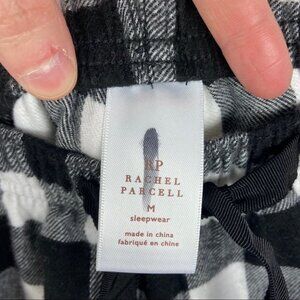 RP
RACHEL
PARCELL
M
sleepwear
made in china
fabriqué en chine